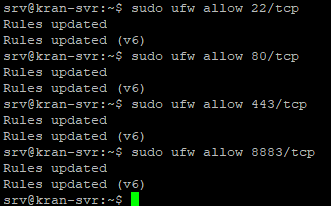 srv@kran-svr:~$ sudo ufw allow 22/tcp
Rules updated
Rules updated (v6)
srv@kran-svr:~$ sudo ufw allow 80/tcp
Rules updated
Rules updated (v6)
srv@kran-svr:~$ sudo ufw allow 443/tcp
Rules updated
Rules updated (v6)
srv@kran-svr:~$ sudo ufw allow 8883/tcp
Rules updated
Rules updated (v6)
srv@kran-svr:~$